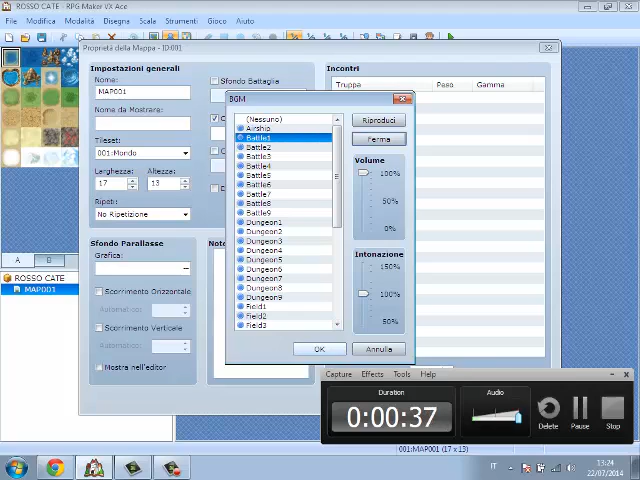 ROSSO CATE - RPG Maker VX Ace
File Modifica Modalità Disegna Scala Strumenti Gioco ?
Proprietà della Mappa - ID:001
Impostazioni generali
Nome:
MAP001
Nome da Mostrare:
Tileset:
001:Mondo
Larghezza: Altezza:
17 13
Ripeti:
No Ripetizione
Sfondo Battaglia
Incontri
Truppa Peso Gamma
Sfondo Parallasse
Grafica:
Scorrimento Orizzontale
Automatico:
Scorrimento Verticale
Automatico:
Mostra nell'editor
Note
A B
ROSSO CATE
MAP001
BGM
(Nessuno)
Airship
Battle1
Battle2
Battle3
Battle4
Battle5
Battle6
Battle7
Battle8
Battle9
Dungeon1
Dungeon2
Dungeon3
Dungeon4
Dungeon5
Dungeon6
Dungeon7
Dungeon8
Dungeon9
Field1
Field2
Field3
Riproduci
Ferma
Volume
100%
50%
0%
Intonazione
150%
100%
50%
OK Annulla
Capture Effects Tools Help
Duration
0:00:37
Audio
Delete Pause Stop
001:MAP001 (17 x 13)
IT
13:24
22/07/2014